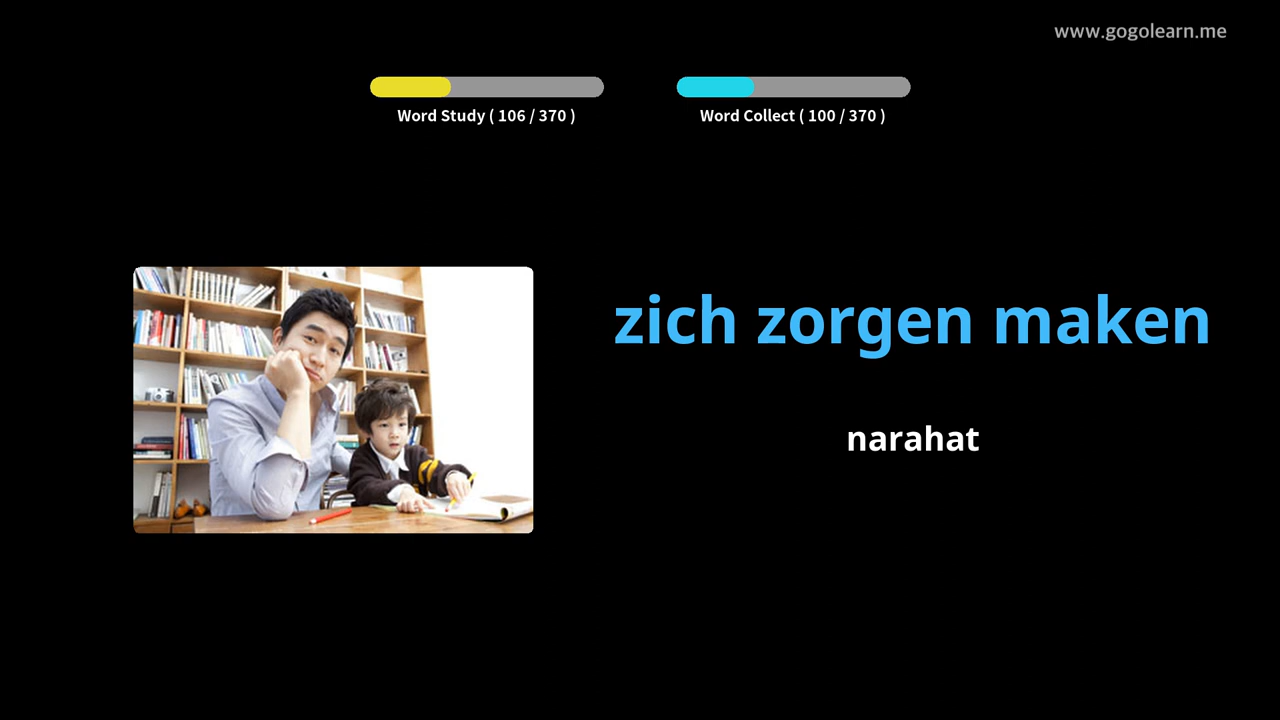 www.gogolearn.me
Word Study ( 106 / 370 )
Word Collect ( 100 / 370 )
zich zorgen maken
narahat